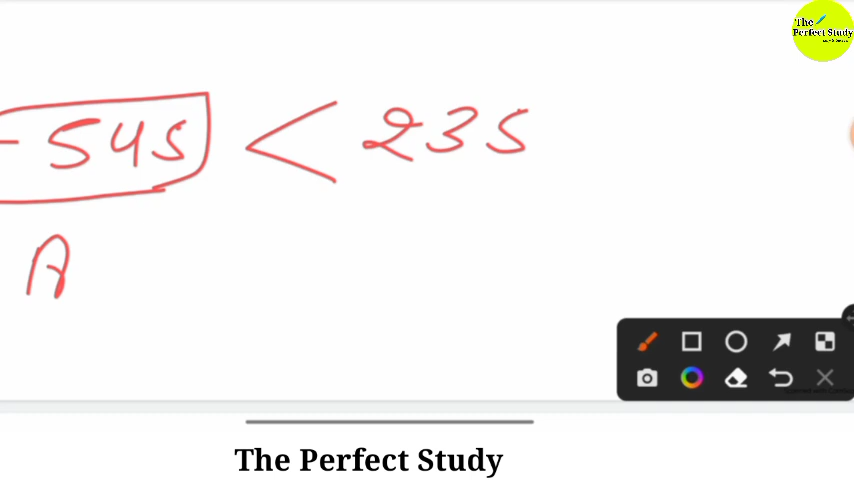 The
Perfect Study
- 545 < 235
A
The Perfect Study